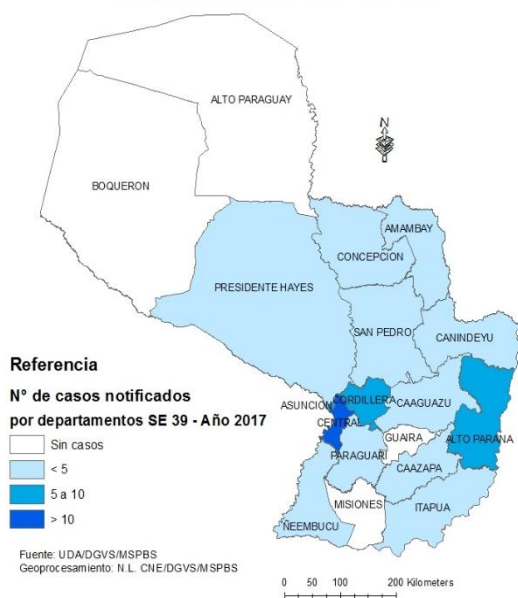 ALTO PARAGUAY
N
BOQUERON
AMAMBAY
CONCEPCION
PRESIDENTE HAYES
SAN PEDRO
CANINDEYU
Referencia
N° de casos notificados
por departamentos SE 39 - Año 2017
Sin casos
< 5
5 a 10
> 10
ASUNCION
CORDILLERA
CAAGUAZU
CENTRAL
GUAIRA
ALTO PARANA
PARAGUARI
CAAZAPA
MISIONES
ITAPUA
ÑEEMBUCU
Fuente: UDA/DGVS/MSPBS
Geoprocesamiento: N.L. CNE/DGVS/MSPBS
0 50 100 200 Kilometers